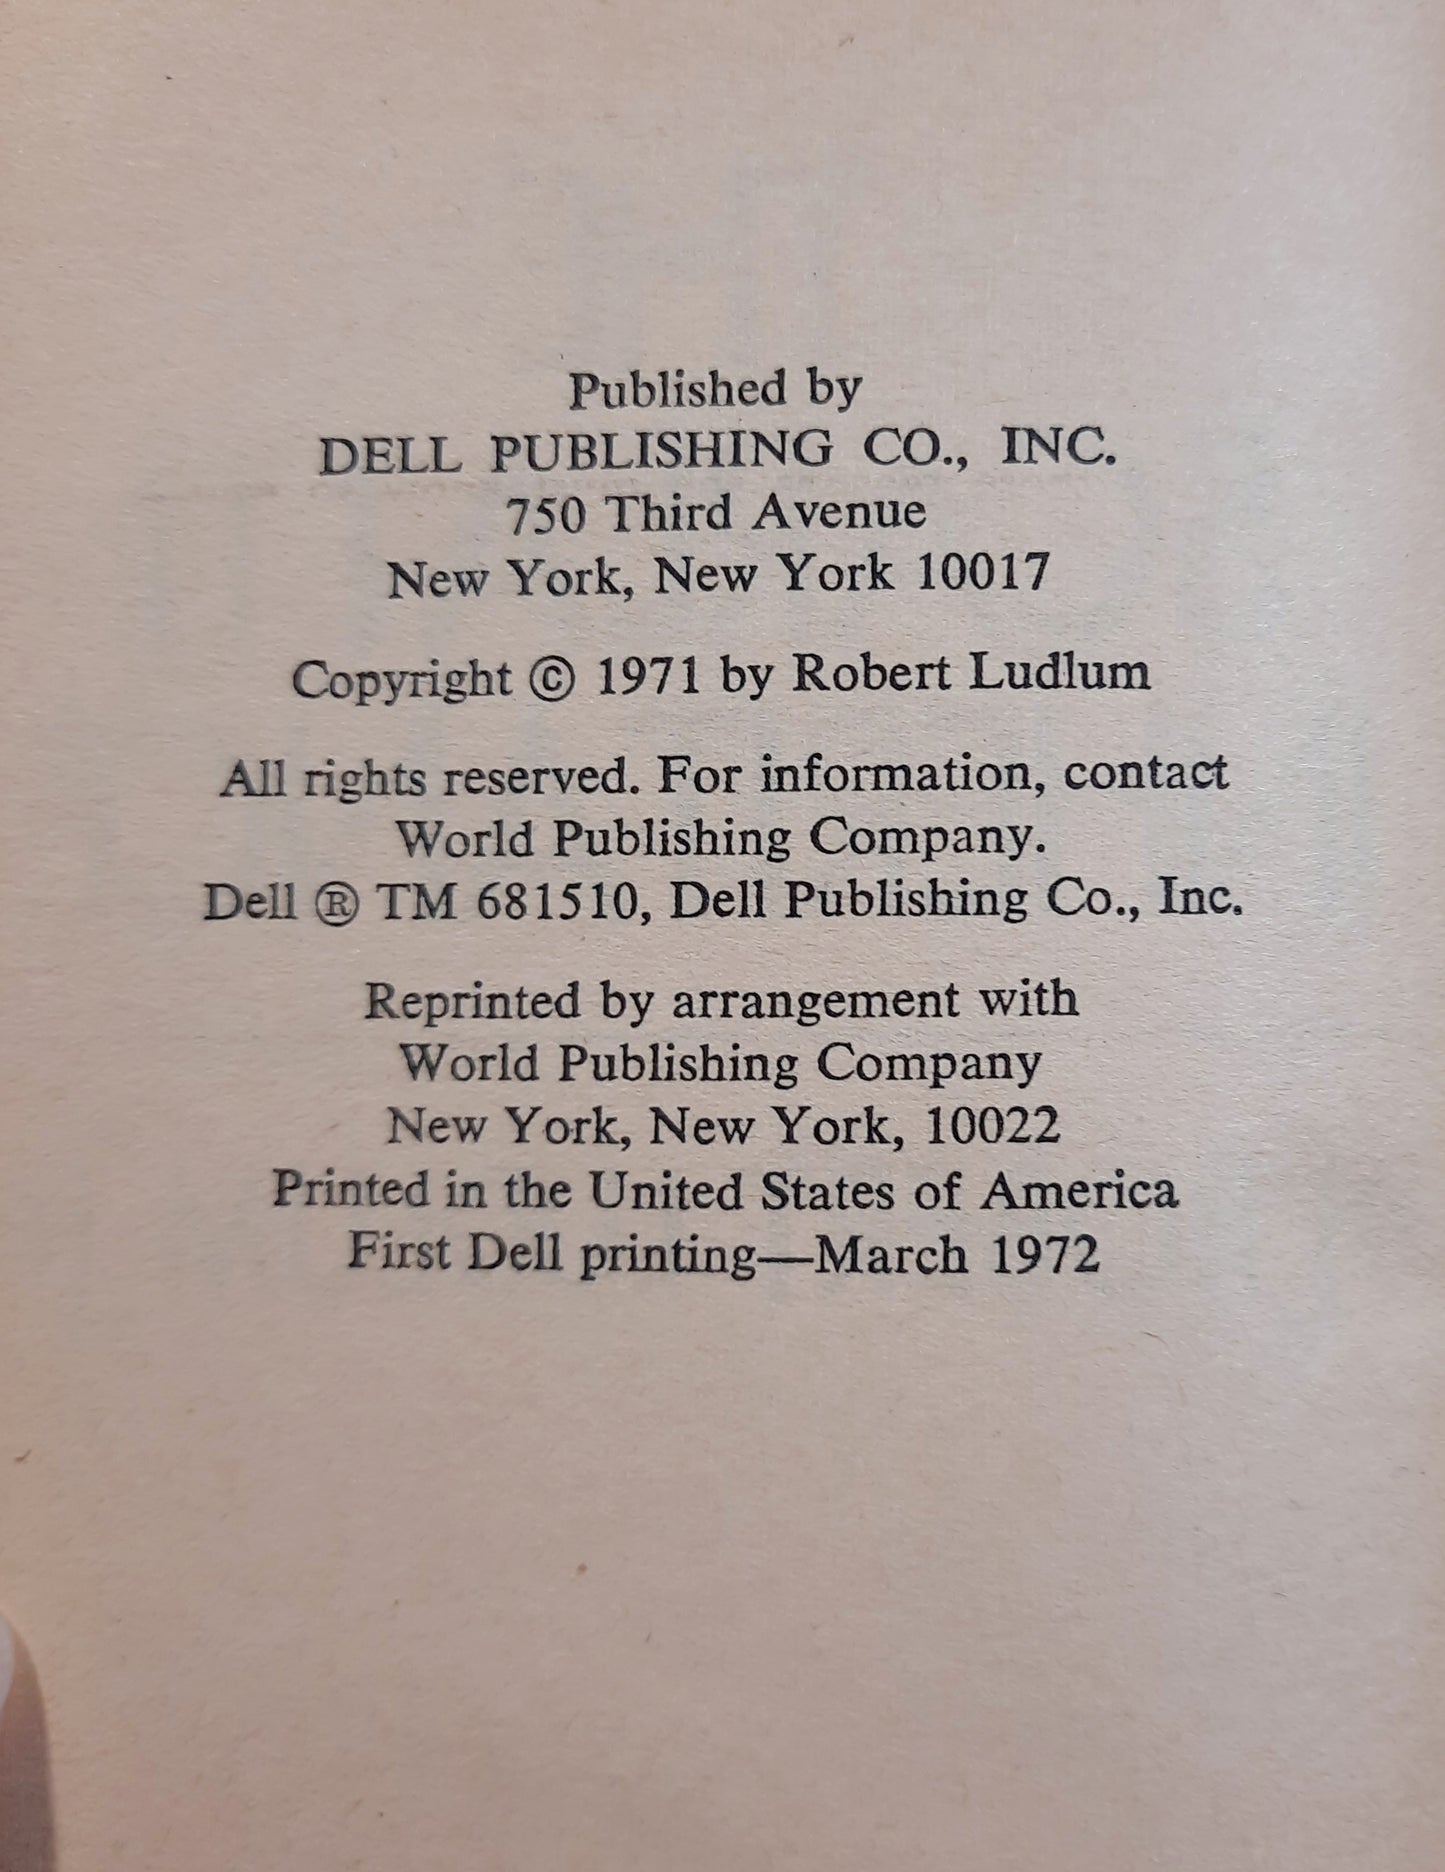 Published by
DELL PUBLISHING CO., INC.
750 Third Avenue
New York, New York 10017
Copyright © 1971 by Robert Ludlum
All rights reserved. For information, contact
World Publishing Company.
Dell ® TM 681510, Dell Publishing Co., Inc.
Reprinted by arrangement with
World Publishing Company
New York, New York, 10022
Printed in the United States of America
First Dell printing—March 1972